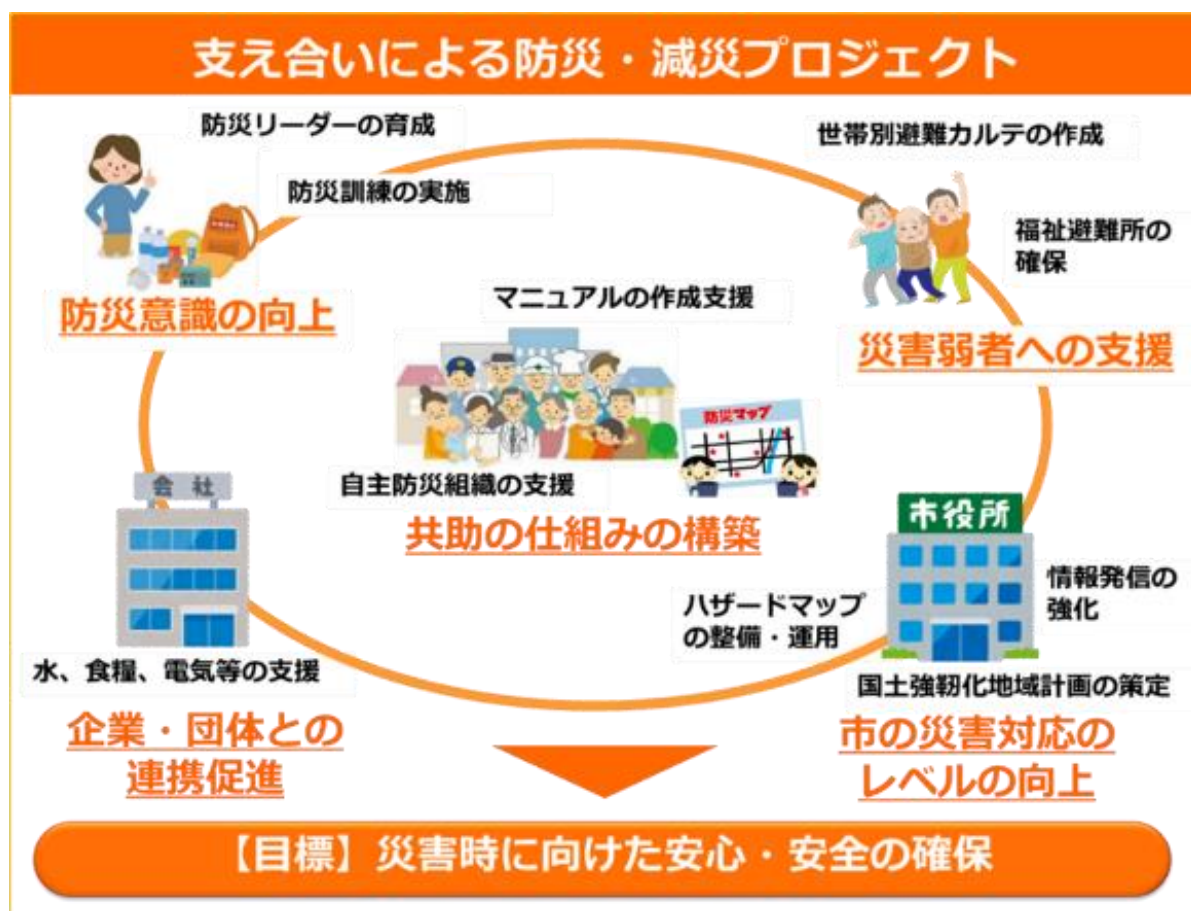 支え合いによる防災・減災プロジェクト
防災リーダーの育成
防災訓練の実施
防災意識の向上
世帯別避難カルテの作成
福祉避難所の
確保
災害弱者への支援
マニュアルの作成支援
防災マップ
自主防災組織の支援
共助の仕組みの構築
会社
水、食糧、電気等の支援
企業・団体との
連携促進
市役所
ハザードマップ
の整備・運用
情報発信の
強化
国土強靭化地域計画の策定
市の災害対応の
レベルの向上
【目標】災害時に向けた安心・安全の確保